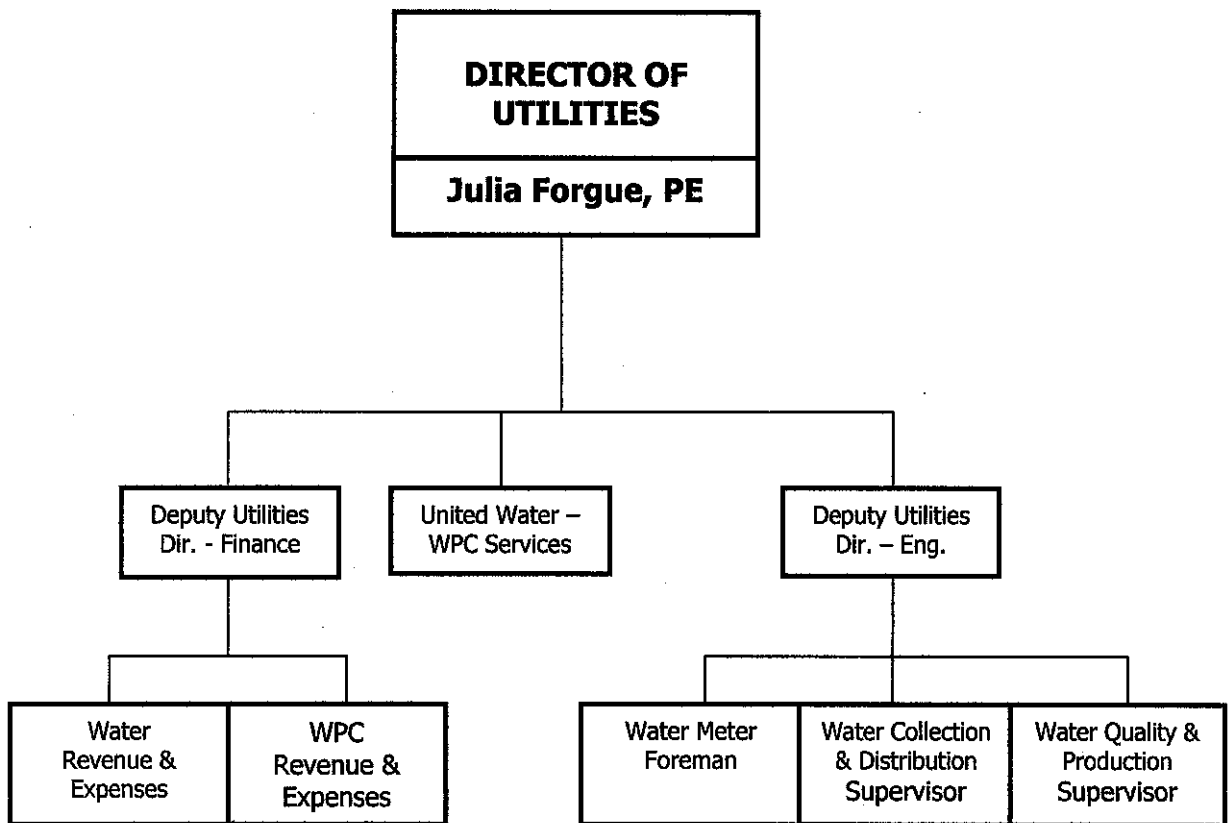 DIRECTOR OF
UTILITIES
Julia Forgue, PE
Deputy Utilities
Dir. - Finance
United Water –
WPC Services
Deputy Utilities
Dir. – Eng.
Water
Revenue &
Expenses
WPC
Revenue &
Expenses
Water Meter
Foreman
Water Collection
& Distribution
Supervisor
Water Quality &
Production
Supervisor